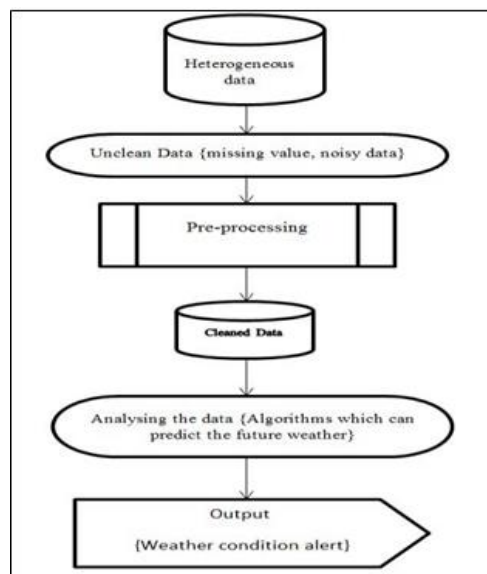 Heterogeneous
data
Unclean Data {missing value, noisy data}
Pre-processing
Cleaned Data
Analysing the data {Algorithms which can
predict the future weather}
Output
{Weather condition alert}